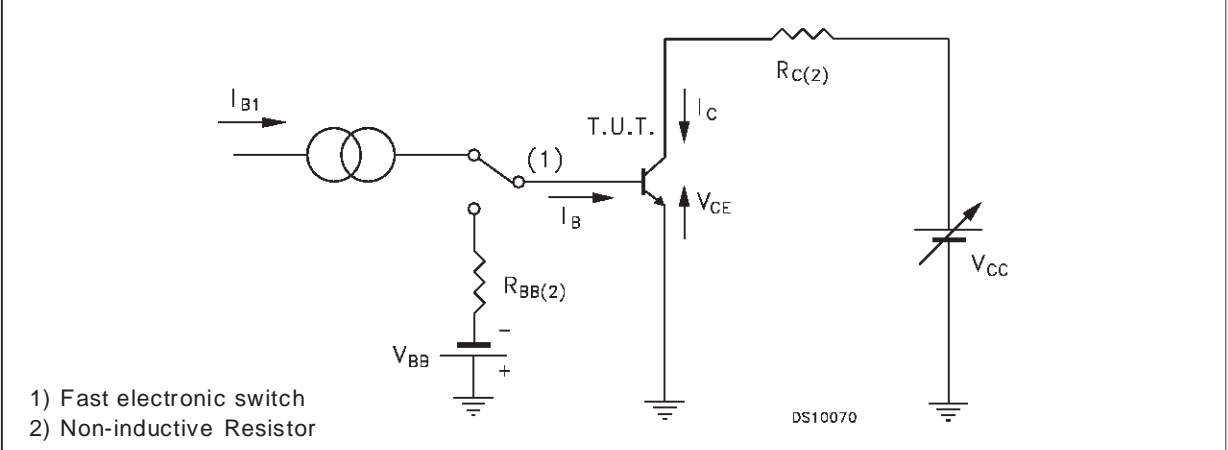 R_C(2)
I_B1
I_C
T.U.T.
(1)
I_B
V_CE
V_CC
R_BB(2)
−
V_BB
+
1) Fast electronic switch
2) Non-inductive Resistor
DS10070